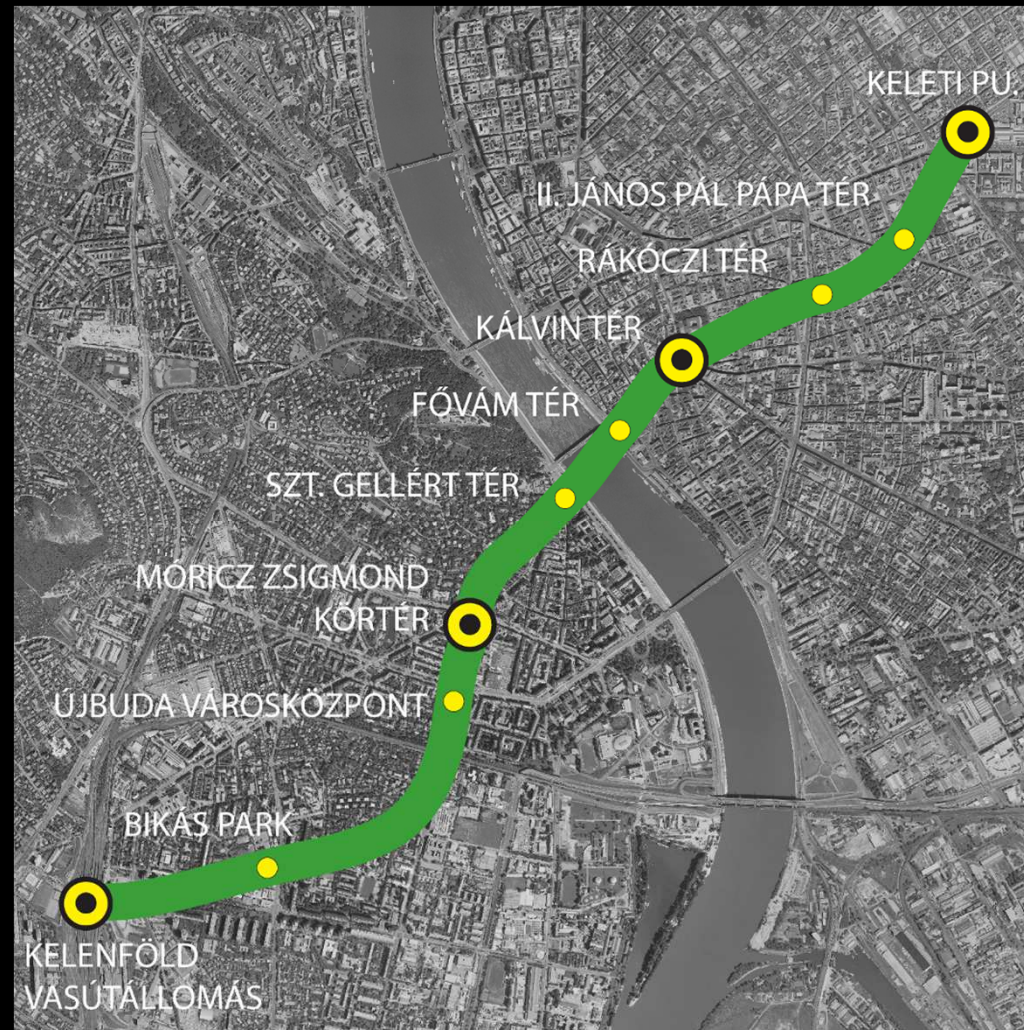 KELETI PU.
II. JÁNOS PÁL PÁPA TÉR
RÁKÓCZI TÉR
KÁLVIN TÉR
FŐVÁM TÉR
SZT. GELLÉRT TÉR
MÓRICZ ZSIGMOND
KÖRTÉR
ÚJBUDA VÁROSKÖZPONT
BIKÁS PARK
KELENFÖLD
VASÚTÁLLOMÁS